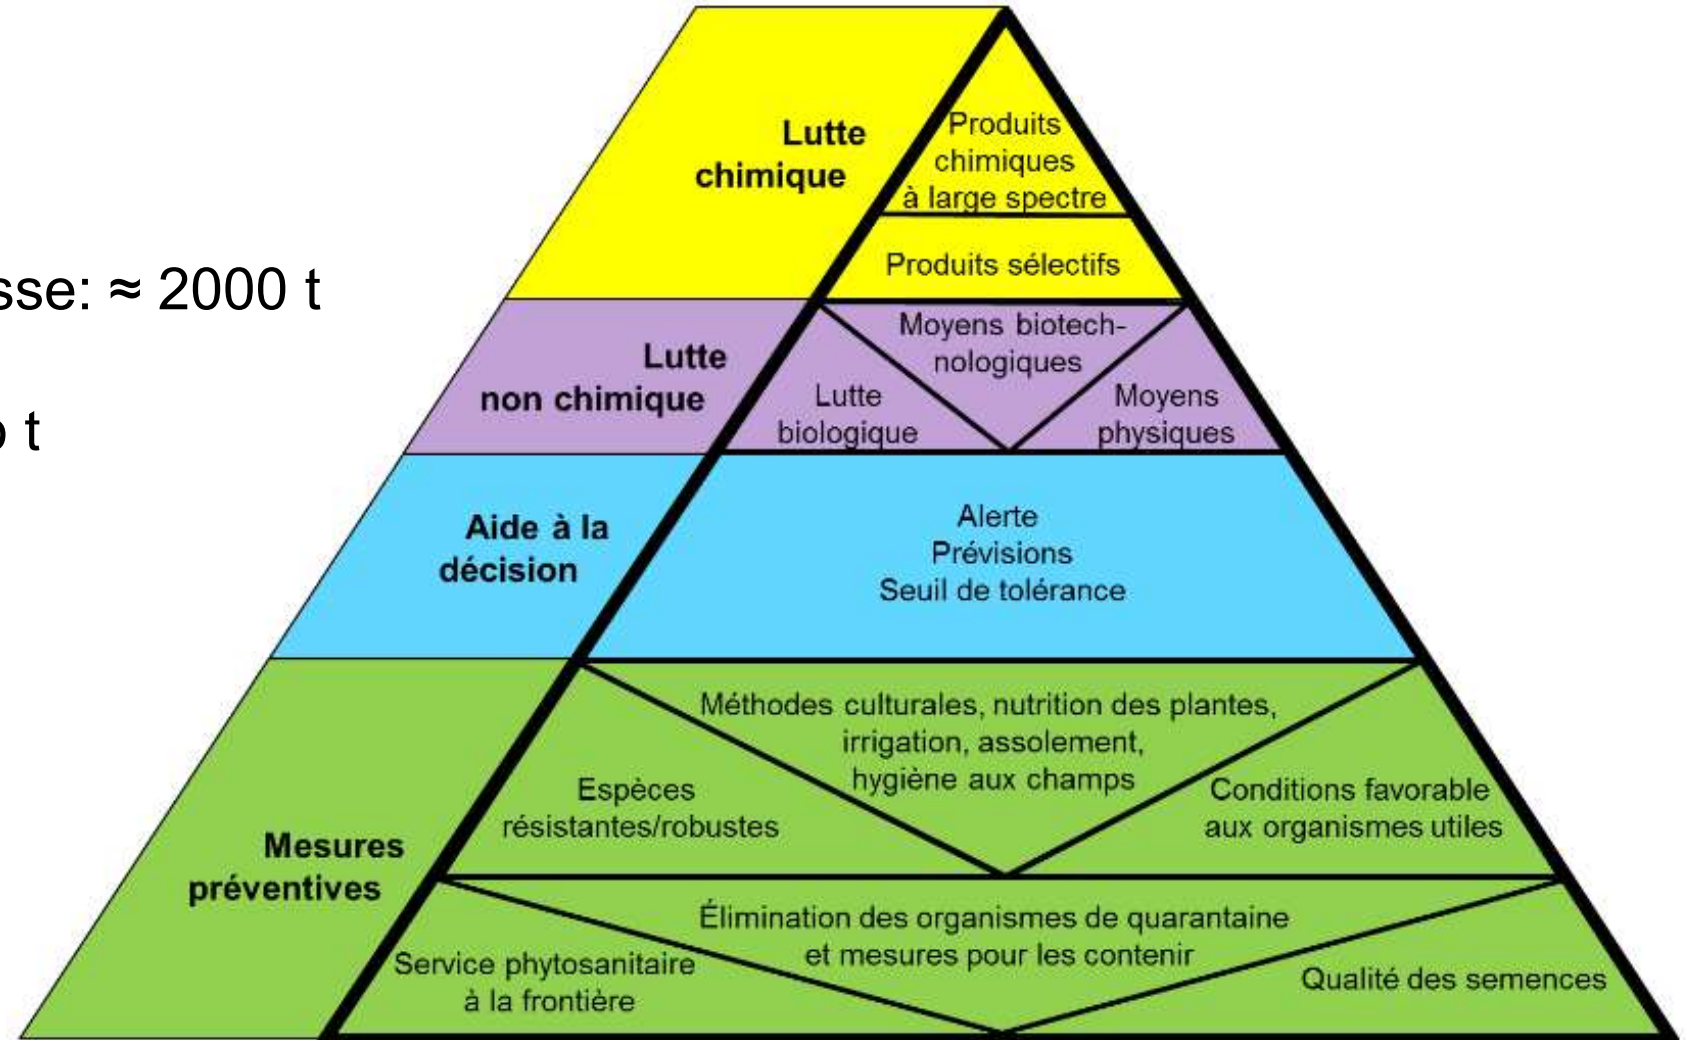 sse: ≈ 2000 t
t
Lutte
chimique
Produits
chimiques
à large spectre
Produits sélectifs
Lutte
non chimique
Moyens biotech-
nologiques
Lutte
biologique
Moyens
physiques
Aide à la
décision
Alerte
Prévisions
Seuil de tolérance
Mesures
préventives
Méthodes culturales, nutrition des plantes,
irrigation, assolement,
hygiène aux champs
Espèces
résistantes/robustes
Conditions favorable
aux organismes utiles
Élimination des organismes de quarantaine
et mesures pour les contenir
Service phytosanitaire
à la frontière
Qualité des semences